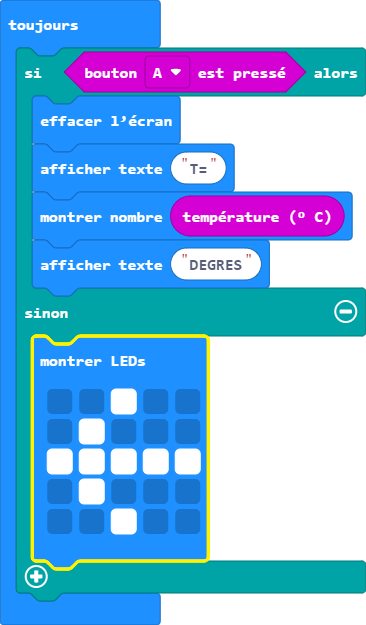 toujours
si bouton A est pressé alors
effacer l'écran
afficher texte "T="
montrer nombre température (° C)
afficher texte "DEGRES"
sinon
montrer LEDs